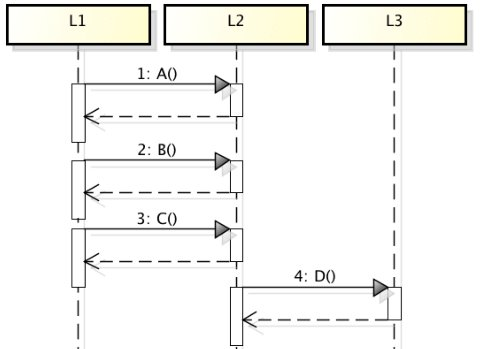 L1 L2 L3
1: A()
2: B()
3: C()
4: D()